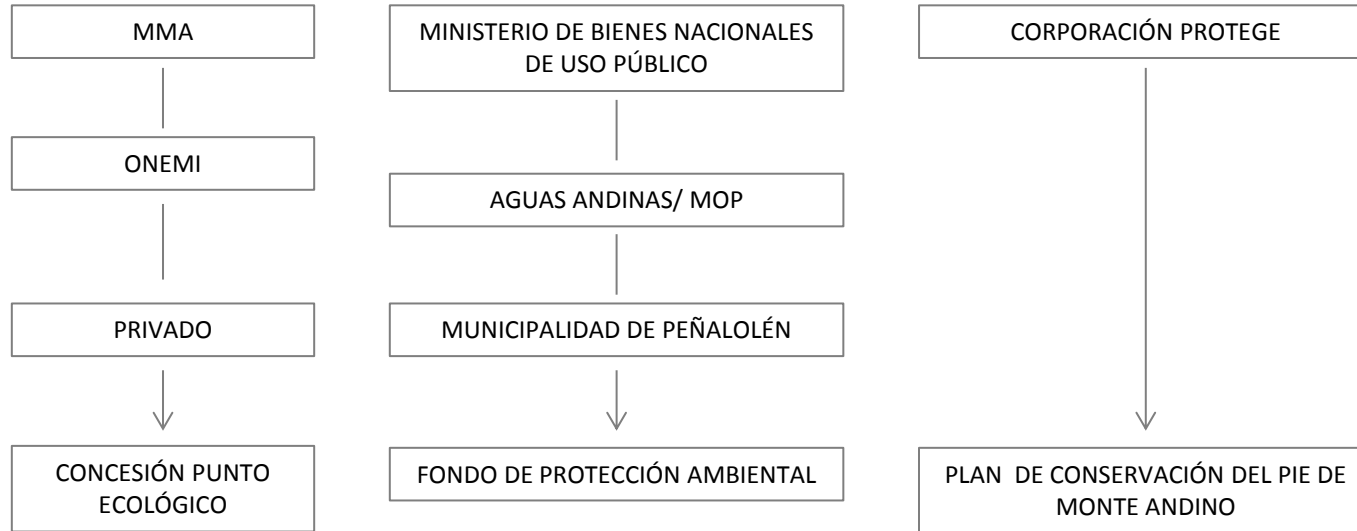 MMA
ONEMI
PRIVADO
CONCESIÓN PUNTO
ECOLÓGICO
MINISTERIO DE BIENES NACIONALES
DE USO PÚBLICO
AGUAS ANDINAS/ MOP
MUNICIPALIDAD DE PEÑALOLÉN
FONDO DE PROTECCIÓN AMBIENTAL
CORPORACIÓN PROTEGE
PLAN DE CONSERVACIÓN DEL PIE DE
MONTE ANDINO